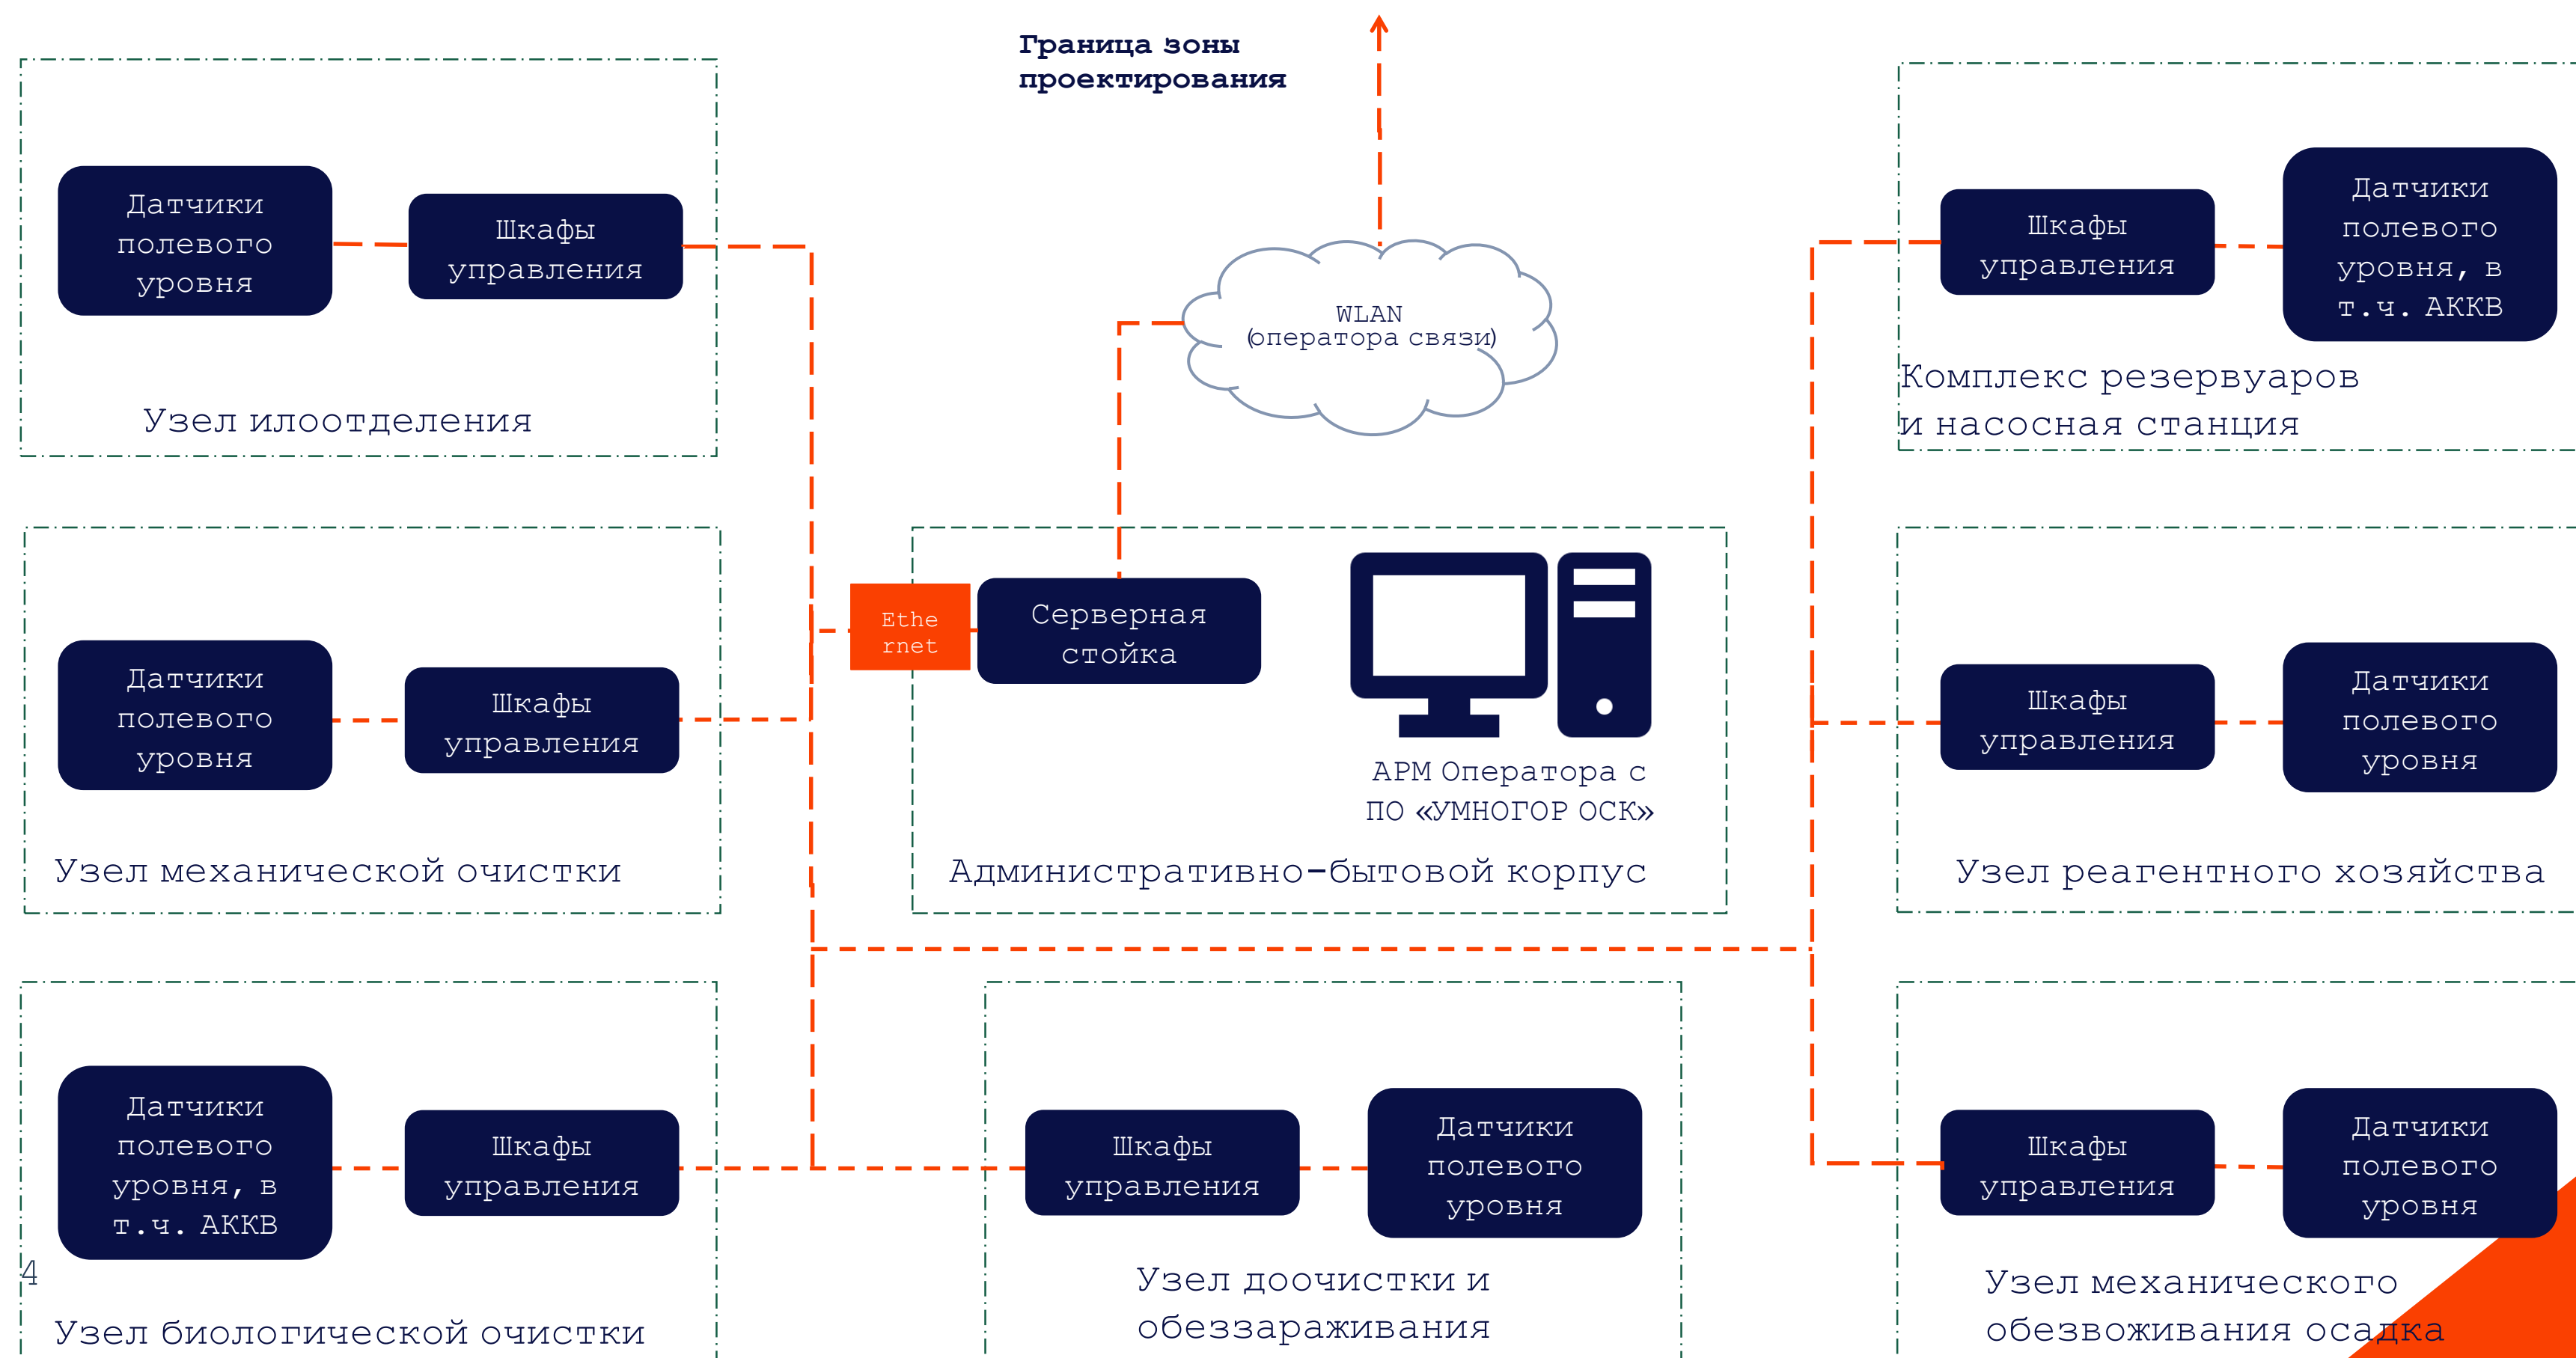 Граница зоны
проектирования
Датчики
полевого
уровня
Шкафы
управления
Узел илоотделения
WLAN
(оператора связи)
Шкафы
управления
Датчики
полевого
уровня, в
т.ч. АККВ
Комплекс резервуаров
и насосная станция
Датчики
полевого
уровня
Шкафы
управления
Узел механической очистки
Ethe
rnet
Серверная
стойка
АРМ Оператора с
ПО «УМНОГОР ОСК»
Административно-бытовой корпус
Шкафы
управления
Датчики
полевого
уровня
Узел реагентного хозяйства
Датчики
полевого
уровня, в
т.ч. АККВ
Шкафы
управления
4
Узел биологической очистки
Шкафы
управления
Датчики
полевого
уровня
Узел доочистки и
обеззараживания
Шкафы
управления
Датчики
полевого
уровня
Узел механического
обезвоживания осадка